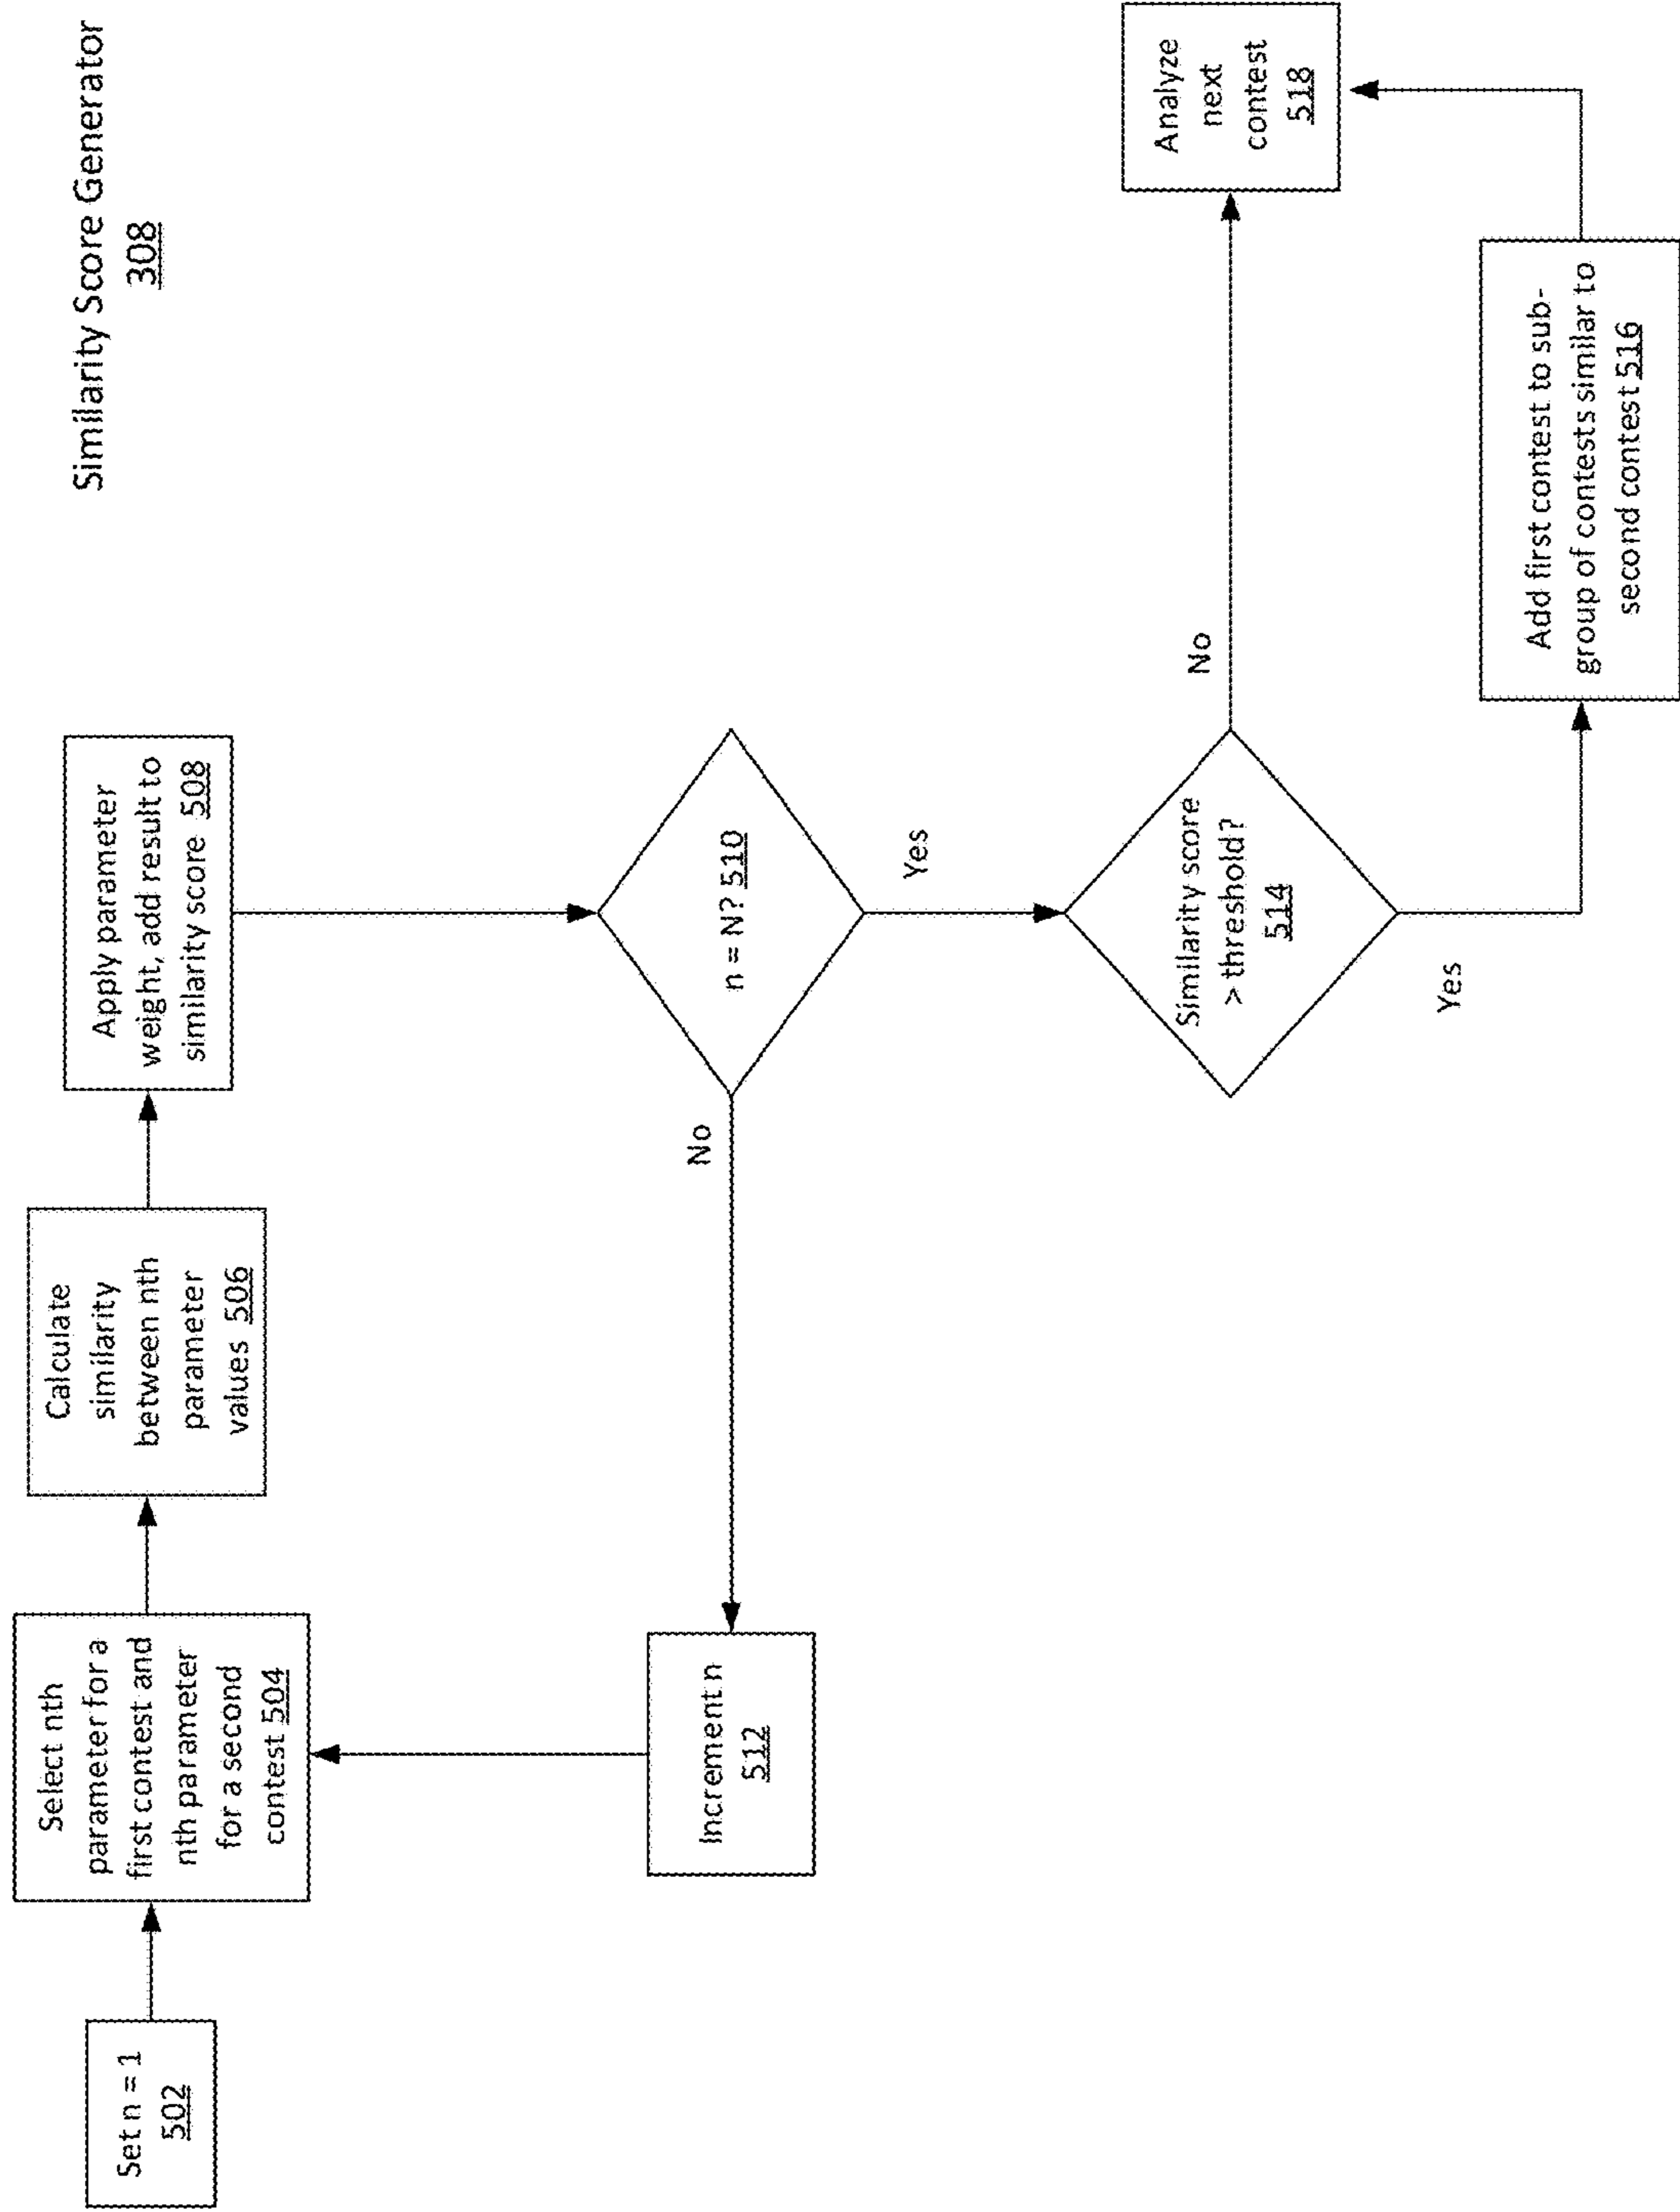 Similarity Score Generator
308
Set n = 1
502
Select nth
parameter for a
first contest and
nth parameter
for a second
contest 504
Calculate
similarity
between nth
parameter
values 506
Apply parameter
weight, add result to
similarity score 508
n = N? 510
No
Yes
Increment n
512
Similarity score
> threshold?
514
No
Yes
Analyze
next
contest
518
Add first contest to sub-
group of contests similar to
second contest 516